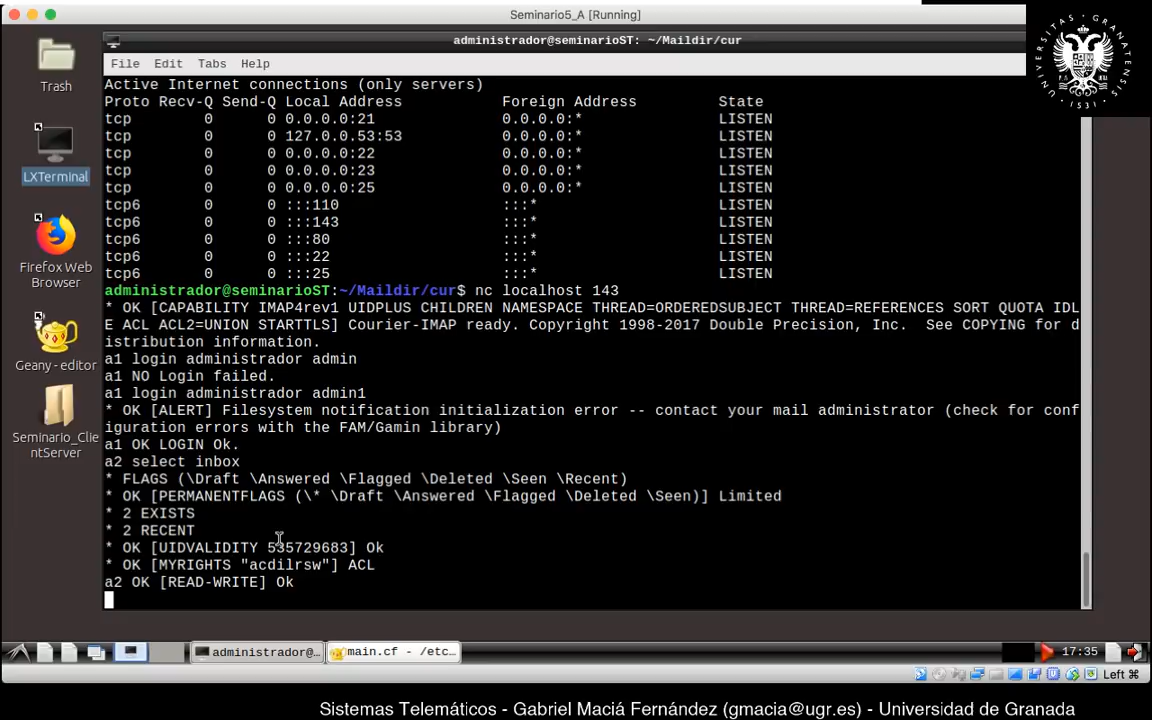 Seminario5_A [Running]
administrador@seminarioST: ~/Maildir/cur
UNIVERSITAS GRANATENSIS
1531
Trash
LXTerminal
Firefox Web
Browser
Geany - editor
Seminario_Clie
ntServer
File Edit Tabs Help
Active Internet connections (only servers)
Proto Recv-Q Send-Q Local Address Foreign Address State
tcp 0 0 0.0.0.0:21 0.0.0.0:* LISTEN
tcp 0 0 127.0.0.53:53 0.0.0.0:* LISTEN
tcp 0 0 0.0.0.0:22 0.0.0.0:* LISTEN
tcp 0 0 0.0.0.0:23 0.0.0.0:* LISTEN
tcp 0 0 0.0.0.0:25 0.0.0.0:* LISTEN
tcp6 0 0 :::110 :::* LISTEN
tcp6 0 0 :::143 :::* LISTEN
tcp6 0 0 :::80 :::* LISTEN
tcp6 0 0 :::22 :::* LISTEN
tcp6 0 0 :::25 :::* LISTEN
administrador@seminarioST:~/Maildir/cur$ nc localhost 143
* OK [CAPABILITY IMAP4rev1 UIDPLUS CHILDREN NAMESPACE THREAD=ORDEREDSUBJECT THREAD=REFERENCES SORT QUOTA IDL
E ACL ACL2=UNION STARTTLS] Courier-IMAP ready. Copyright 1998-2017 Double Precision, Inc.  See COPYING for d
istribution information.
a1 login administrador admin
a1 NO Login failed.
a1 login administrador admin1
* OK [ALERT] Filesystem notification initialization error -- contact your mail administrator (check for conf
iguration errors with the FAM/Gamin library)
a1 OK LOGIN Ok.
a2 select inbox
* FLAGS (\Draft \Answered \Flagged \Deleted \Seen \Recent)
* OK [PERMANENTFLAGS (\* \Draft \Answered \Flagged \Deleted \Seen)] Limited
* 2 EXISTS
* 2 RECENT
* OK [UIDVALIDITY 535729683] Ok
* OK [MYRIGHTS "acdilrsw"] ACL
a2 OK [READ-WRITE] Ok
administrador@... main.cf - /etc... 17:35
Left ⌘
Sistemas Telemáticos - Gabriel Maciá Fernández (gmacia@ugr.es) - Universidad de Granada